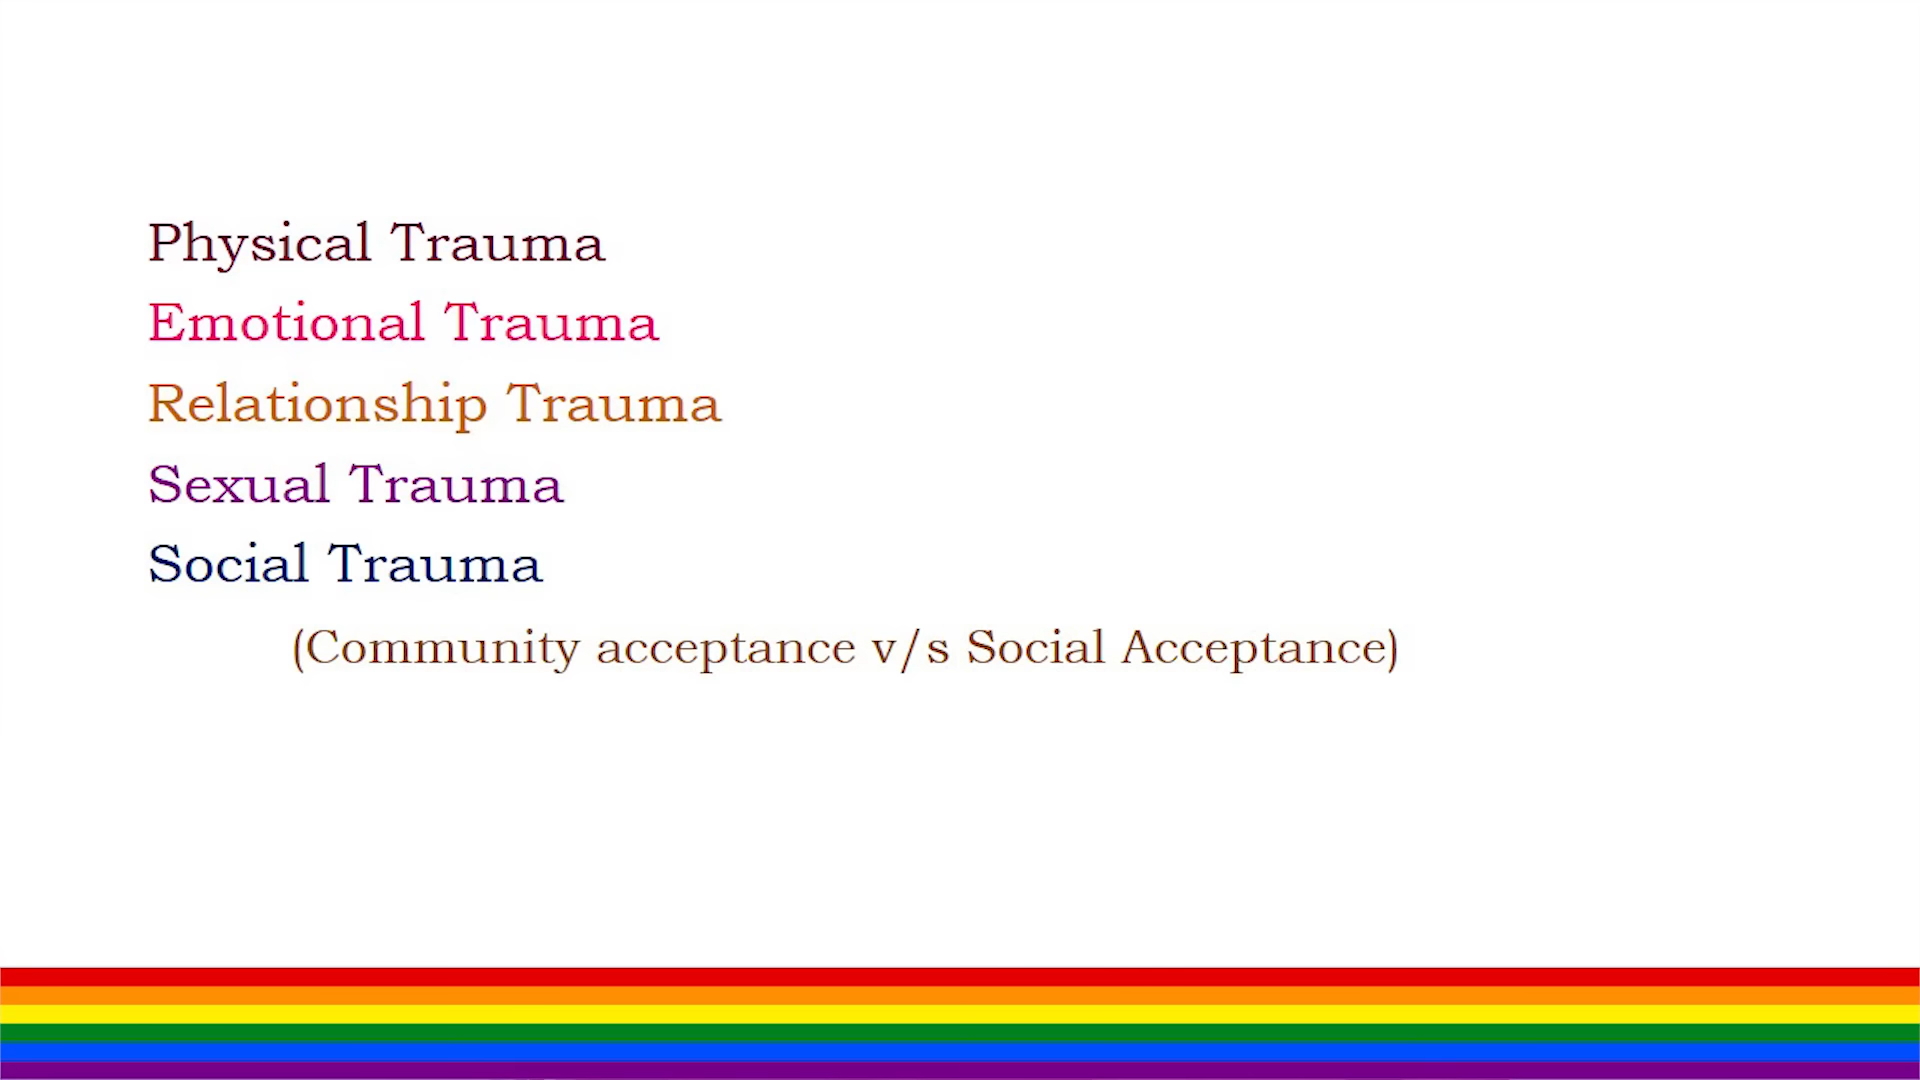 Physical Trauma
Emotional Trauma
Relationship Trauma
Sexual Trauma
Social Trauma
(Community acceptance v/s Social Acceptance)